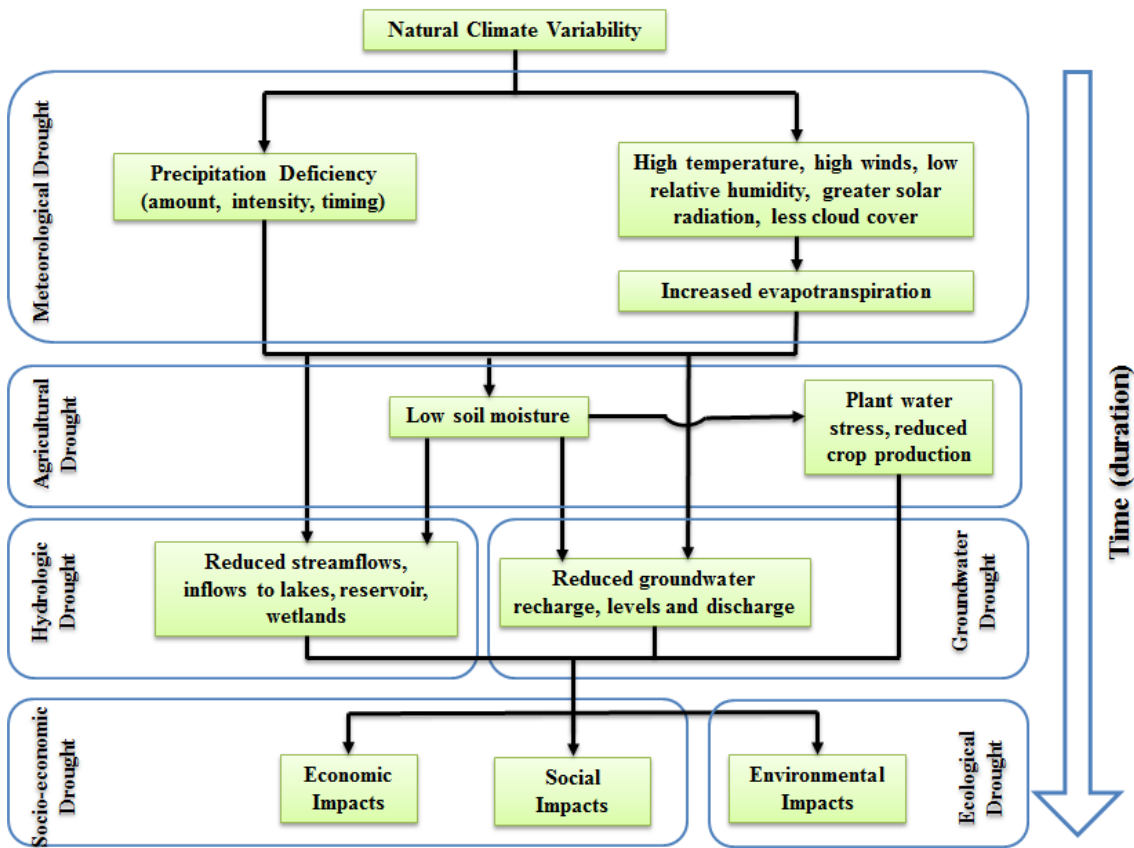 Natural Climate Variability
Meteorological Drought
Precipitation Deficiency
(amount, intensity, timing)
High temperature, high winds, low
relative humidity, greater solar
radiation, less cloud cover
Increased evapotranspiration
Agricultural
Drought
Low soil moisture
Plant water
stress, reduced
crop production
Time (duration)
Hydrologic
Drought
Reduced streamflows,
inflows to lakes, reservoir,
wetlands
Reduced groundwater
recharge, levels and discharge
Groundwater
Drought
Socio-economic
Drought
Economic
Impacts
Social
Impacts
Environmental
Impacts
Ecological
Drought